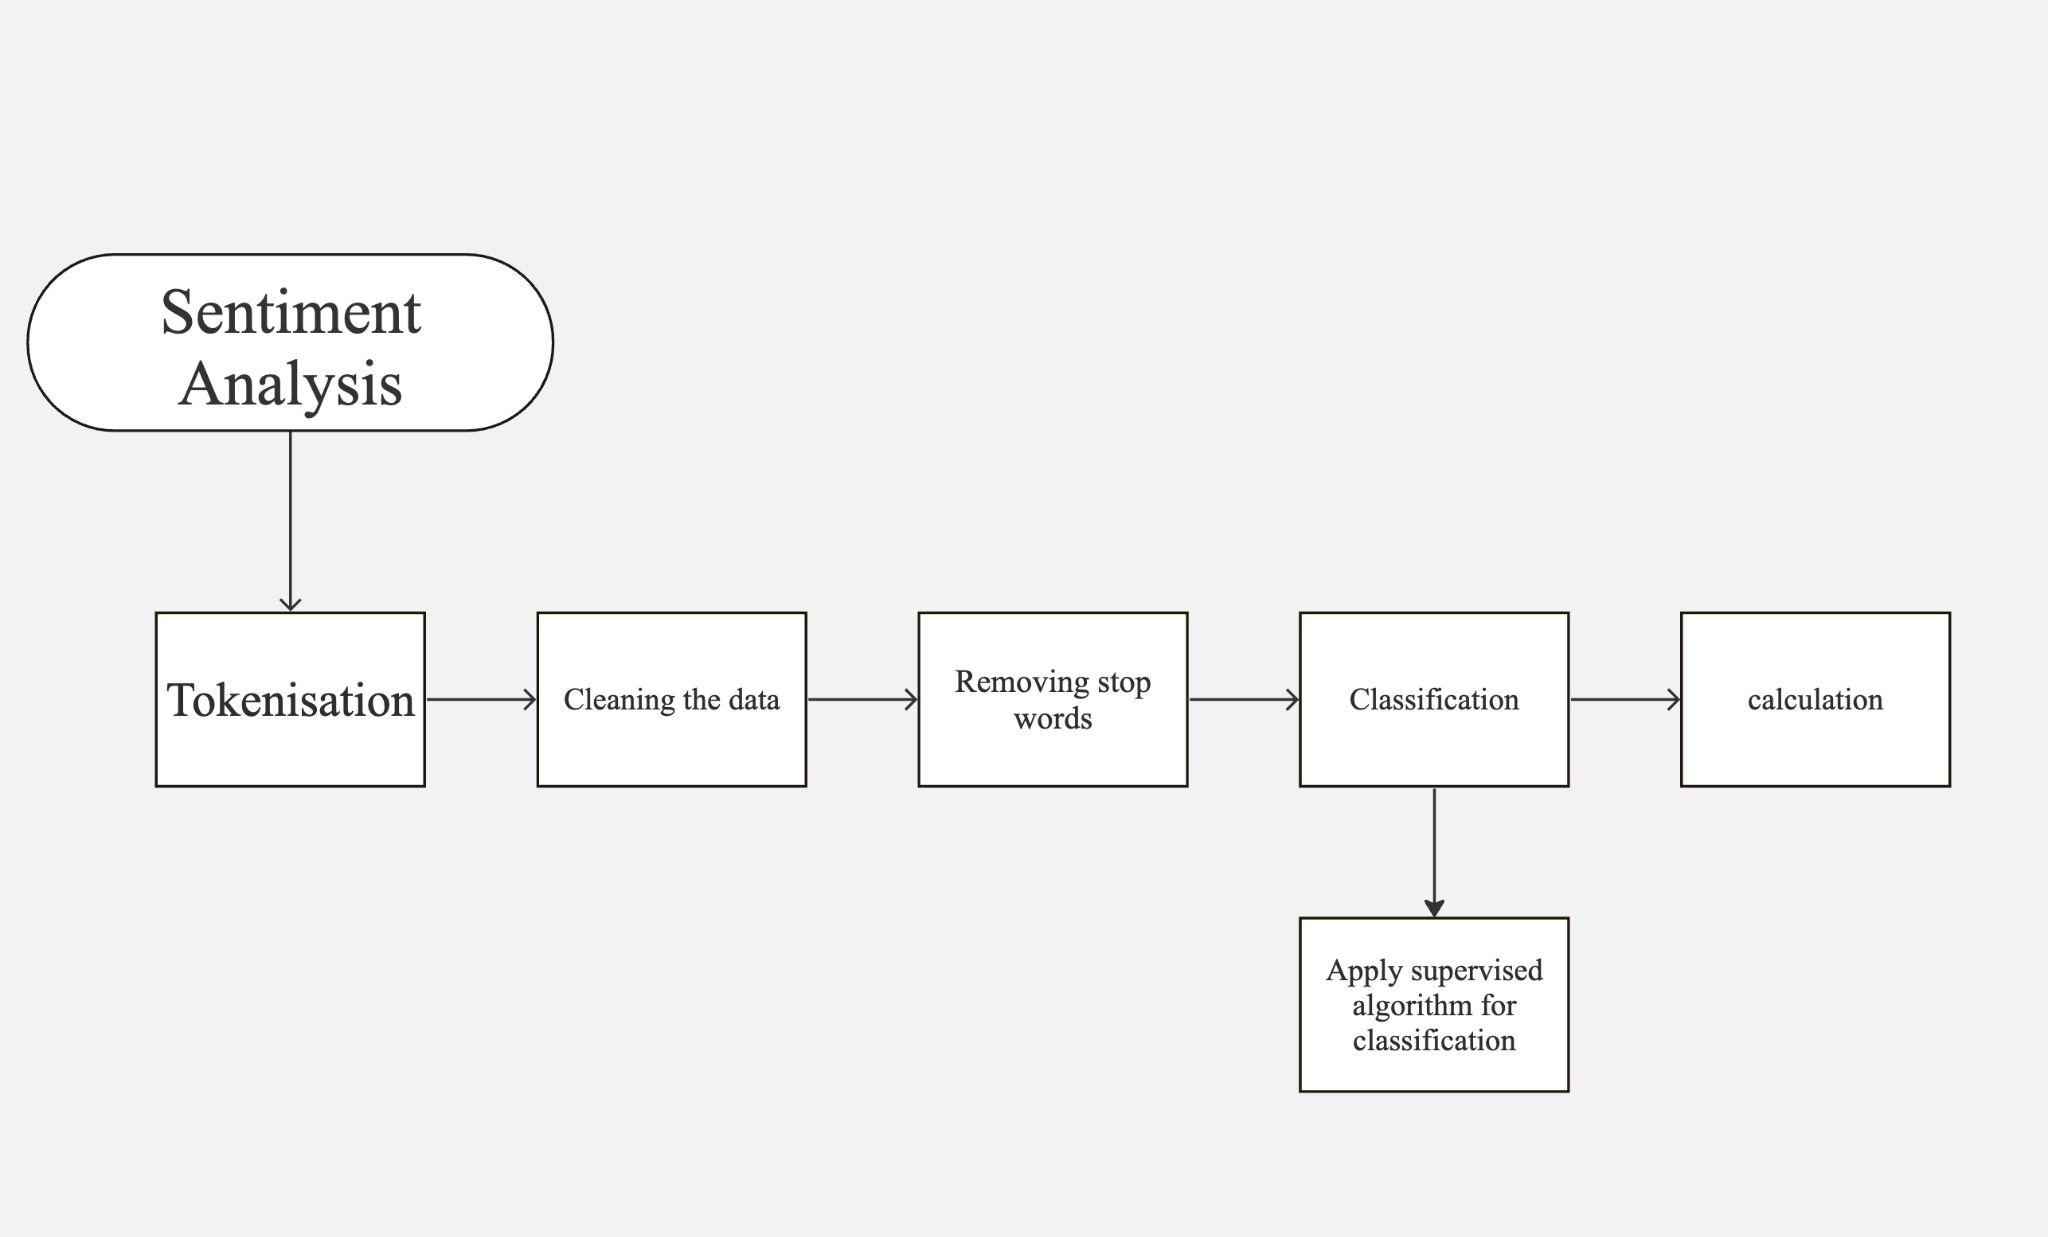 Sentiment
Analysis
Tokenisation
Cleaning the data
Removing stop
words
Classification
calculation
Apply supervised
algorithm for
classification